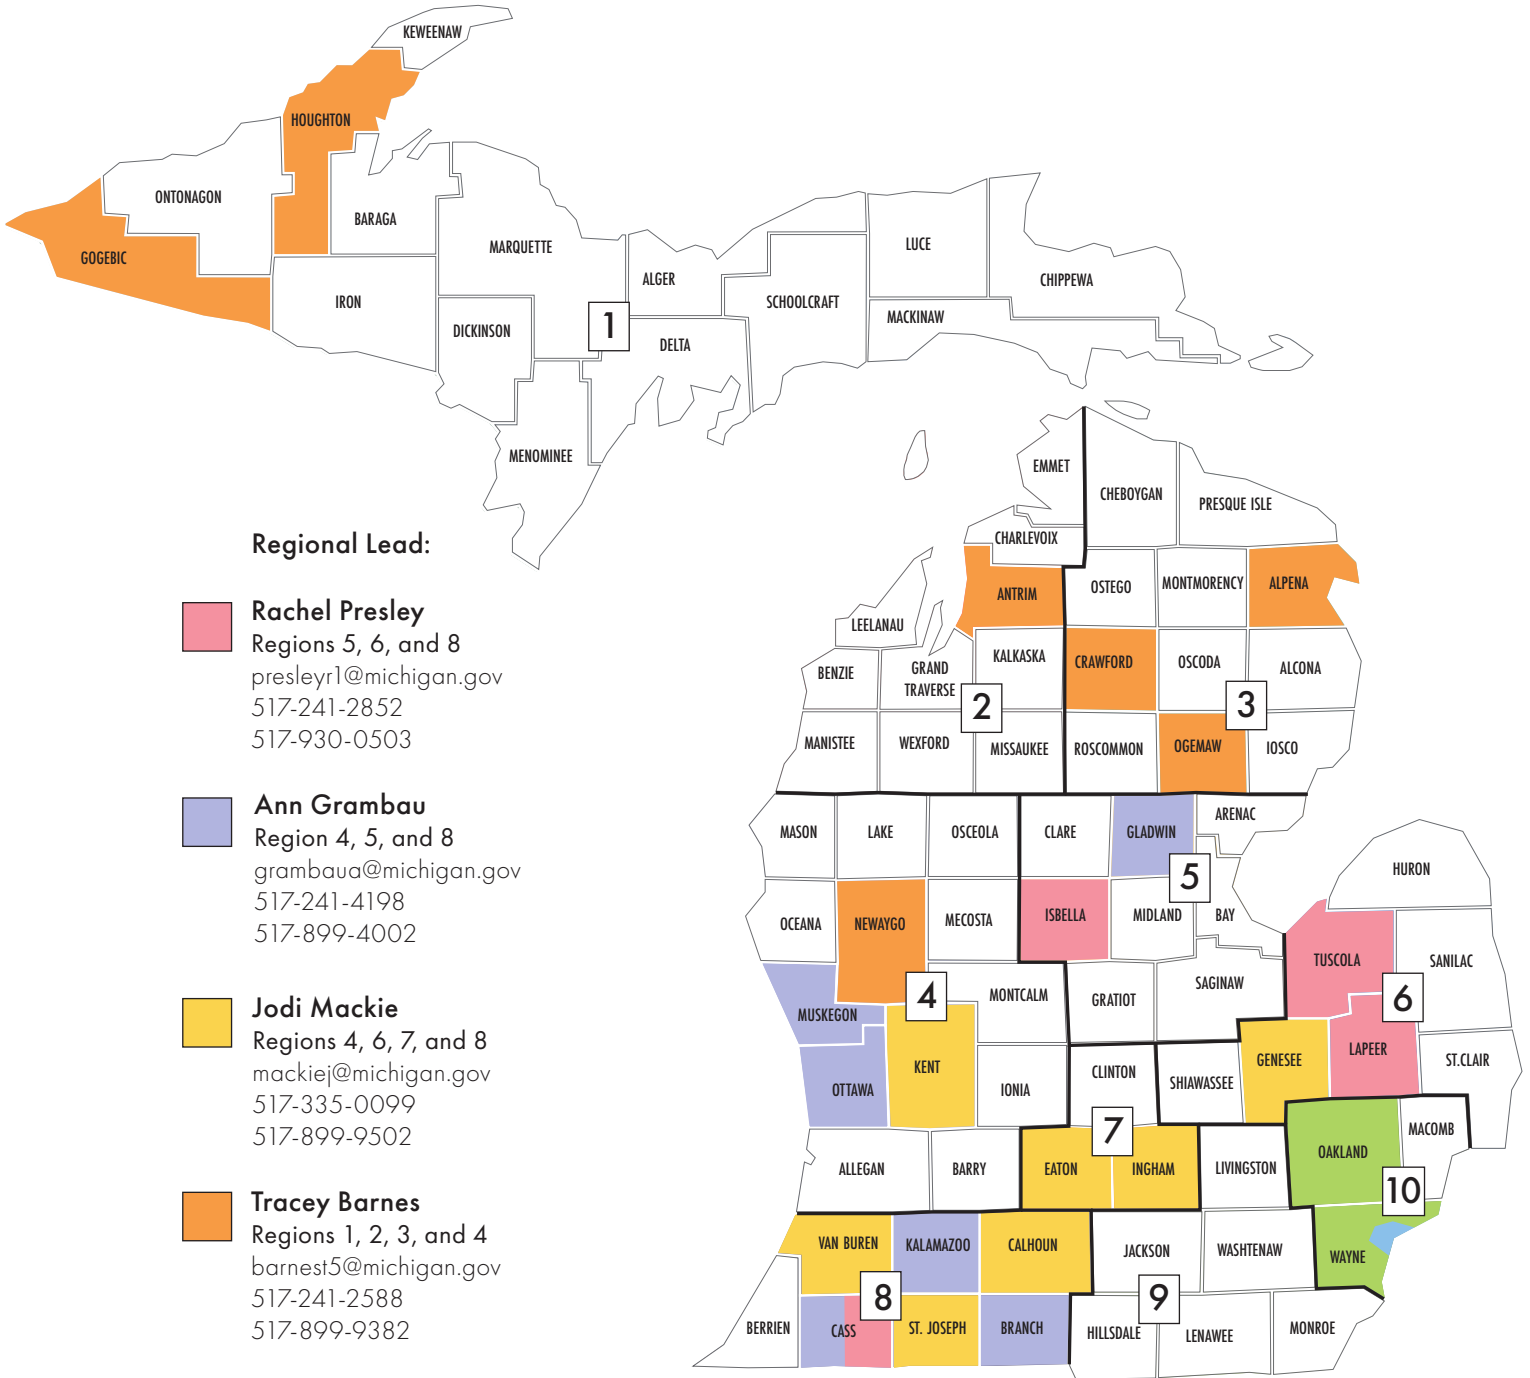 KEWEENAW
HOUGHTON
ONTONAGON
BARAGA
GOGEBIC
MARQUETTE
LUCE
ALGER
CHIPPEWA
IRON
SCHOOLCRAFT
DICKINSON
1
MACKINAW
DELTA
MENOMINEE
EMMET
CHEBOYGAN
PRESQUE ISLE
CHARLEVOIX
ANTRIM
OSTEGO
MONTMORENCY
ALPENA
LEELANAU
BENZIE
GRAND
TRAVERSE
KALKASKA
CRAWFORD
OSCODA
ALCONA
2
3
MANISTEE
WEXFORD
MISSAUKEE
ROSCOMMON
OGEMAW
IOSCO
MASON
LAKE
OSCEOLA
CLARE
GLADWIN
ARENAC
5
HURON
OCEANA
NEWAYGO
MECOSTA
ISBELLA
MIDLAND
BAY
TUSCOLA
SANILAC
4
MONTCALM
GRATIOT
SAGINAW
6
MUSKEGON
OTTAWA
KENT
IONIA
CLINTON
SHIAWASSEE
GENESEE
LAPEER
ST.CLAIR
7
ALLEGAN
BARRY
EATON
INGHAM
LIVINGSTON
OAKLAND
MACOMB
10
VAN BUREN
KALAMAZOO
CALHOUN
JACKSON
WASHTENAW
WAYNE
8
9
BERRIEN
CASS
ST. JOSEPH
BRANCH
HILLSDALE
LENAWEE
MONROE
Regional Lead:
Rachel Presley
Regions 5, 6, and 8
presleyr1@michigan.gov
517-241-2852
517-930-0503
Ann Grambau
Region 4, 5, and 8
grambaua@michigan.gov
517-241-4198
517-899-4002
Jodi Mackie
Regions 4, 6, 7, and 8
mackiej@michigan.gov
517-335-0099
517-899-9502
Tracey Barnes
Regions 1, 2, 3, and 4
barnest5@michigan.gov
517-241-2588
517-899-9382